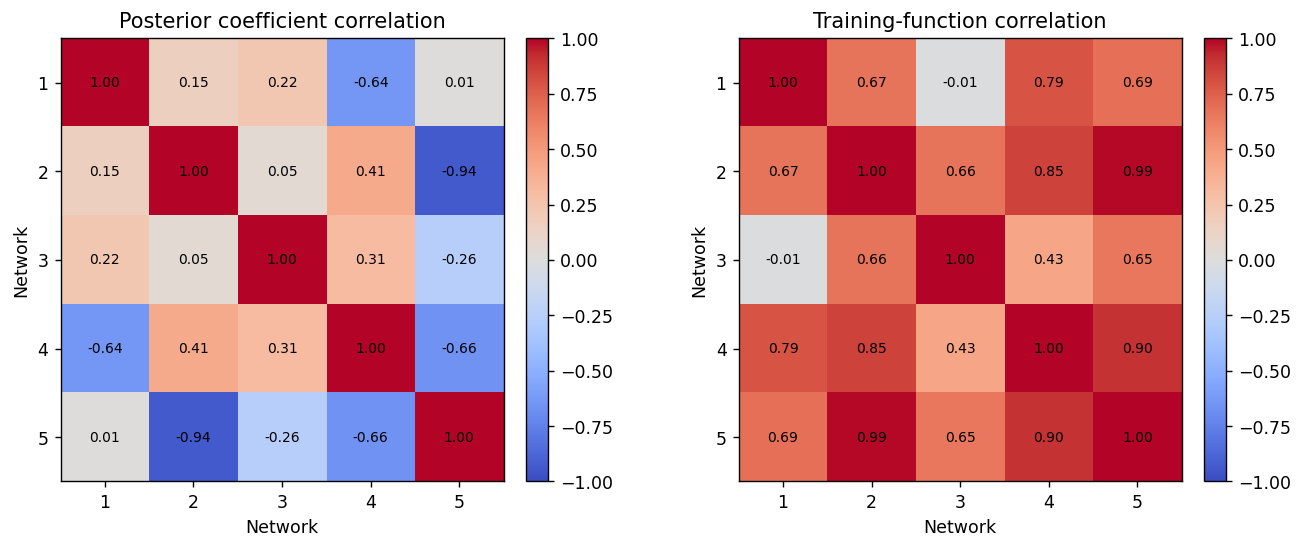 Posterior coefficient correlation
1 1.00 0.15 0.22 -0.64 0.01
2 0.15 1.00 0.05 0.41 -0.94
3 0.22 0.05 1.00 0.31 -0.26
4 -0.64 0.41 0.31 1.00 -0.66
5 0.01 -0.94 -0.26 -0.66 1.00
1 2 3 4 5
Network
Network
1.00
0.75
0.50
0.25
0.00
−0.25
−0.50
−0.75
−1.00
Training-function correlation
1 1.00 0.67 -0.01 0.79 0.69
2 0.67 1.00 0.66 0.85 0.99
3 -0.01 0.66 1.00 0.43 0.65
4 0.79 0.85 0.43 1.00 0.90
5 0.69 0.99 0.65 0.90 1.00
1 2 3 4 5
Network
Network
1.00
0.75
0.50
0.25
0.00
−0.25
−0.50
−0.75
−1.00